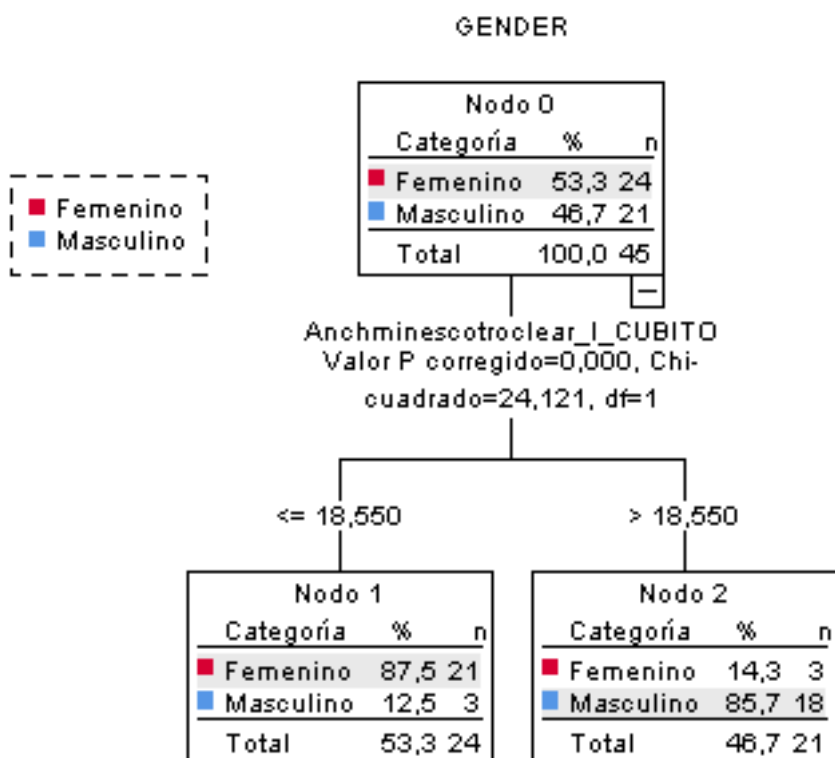 GENDER
Femenino
Masculino
Nodo 0
Categoría % n
Femenino 53,3 24
Masculino 46,7 21
Total 100,0 45
Anchminescotroclear_I_CUBITO
Valor P corregido=0,000, Chi-
cuadrado=24,121, df=1
<= 18,550
> 18,550
Nodo 1
Categoría % n
Femenino 87,5 21
Masculino 12,5 3
Total 53,3 24
Nodo 2
Categoría % n
Femenino 14,3 3
Masculino 85,7 18
Total 46,7 21